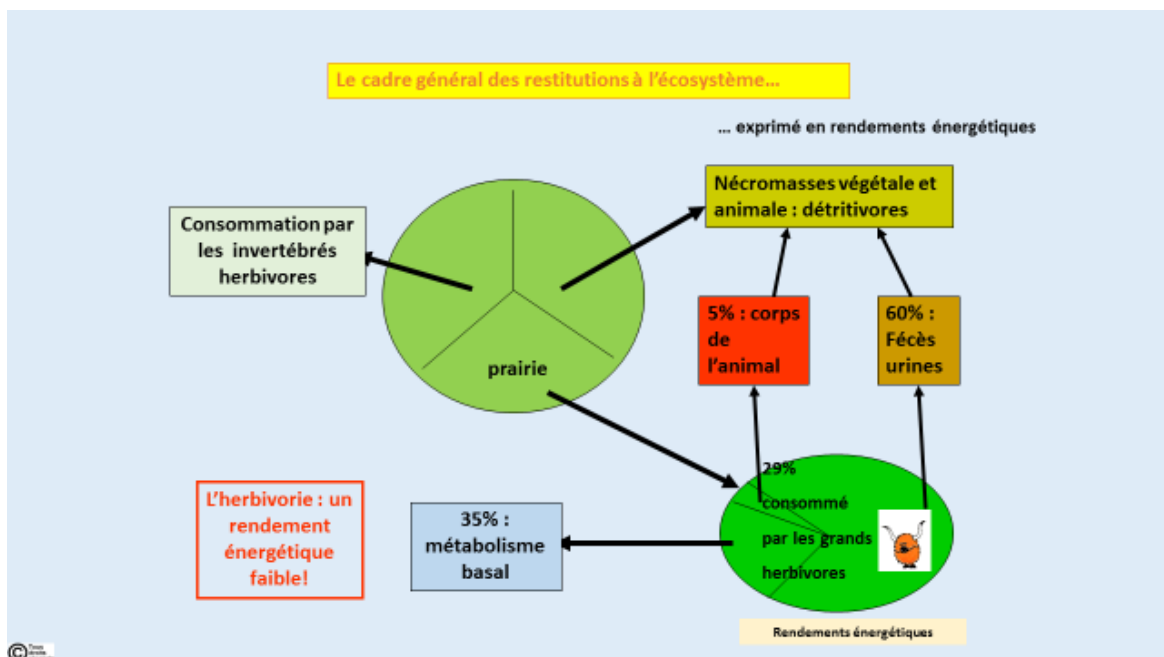 Le cadre général des restitutions à l'écosystème...
... exprimé en rendements énergétiques
Nécromasses végétale et
animale : détritivores
Consommation par
les invertébrés
herbivores
5% : corps
de
l'animal
60% :
Fécès
urines
prairie
29%
consommé
par les grands
herbivores
L'herbivorie : un
rendement
énergétique
faible!
35% :
métabolisme
basal
Rendements énergétiques
©
Tous